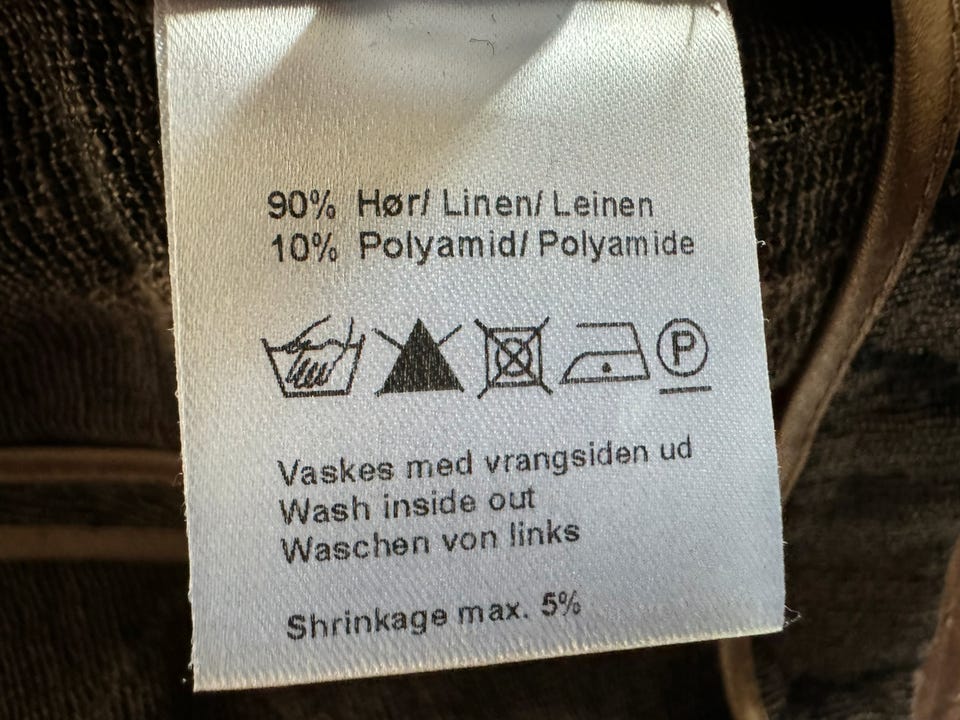 90% Hør/ Linen/ Leinen
10% Polyamid/ Polyamide
P
Vaskes med vrangsiden ud
Wash inside out
Waschen von links
Shrinkage max. 5%